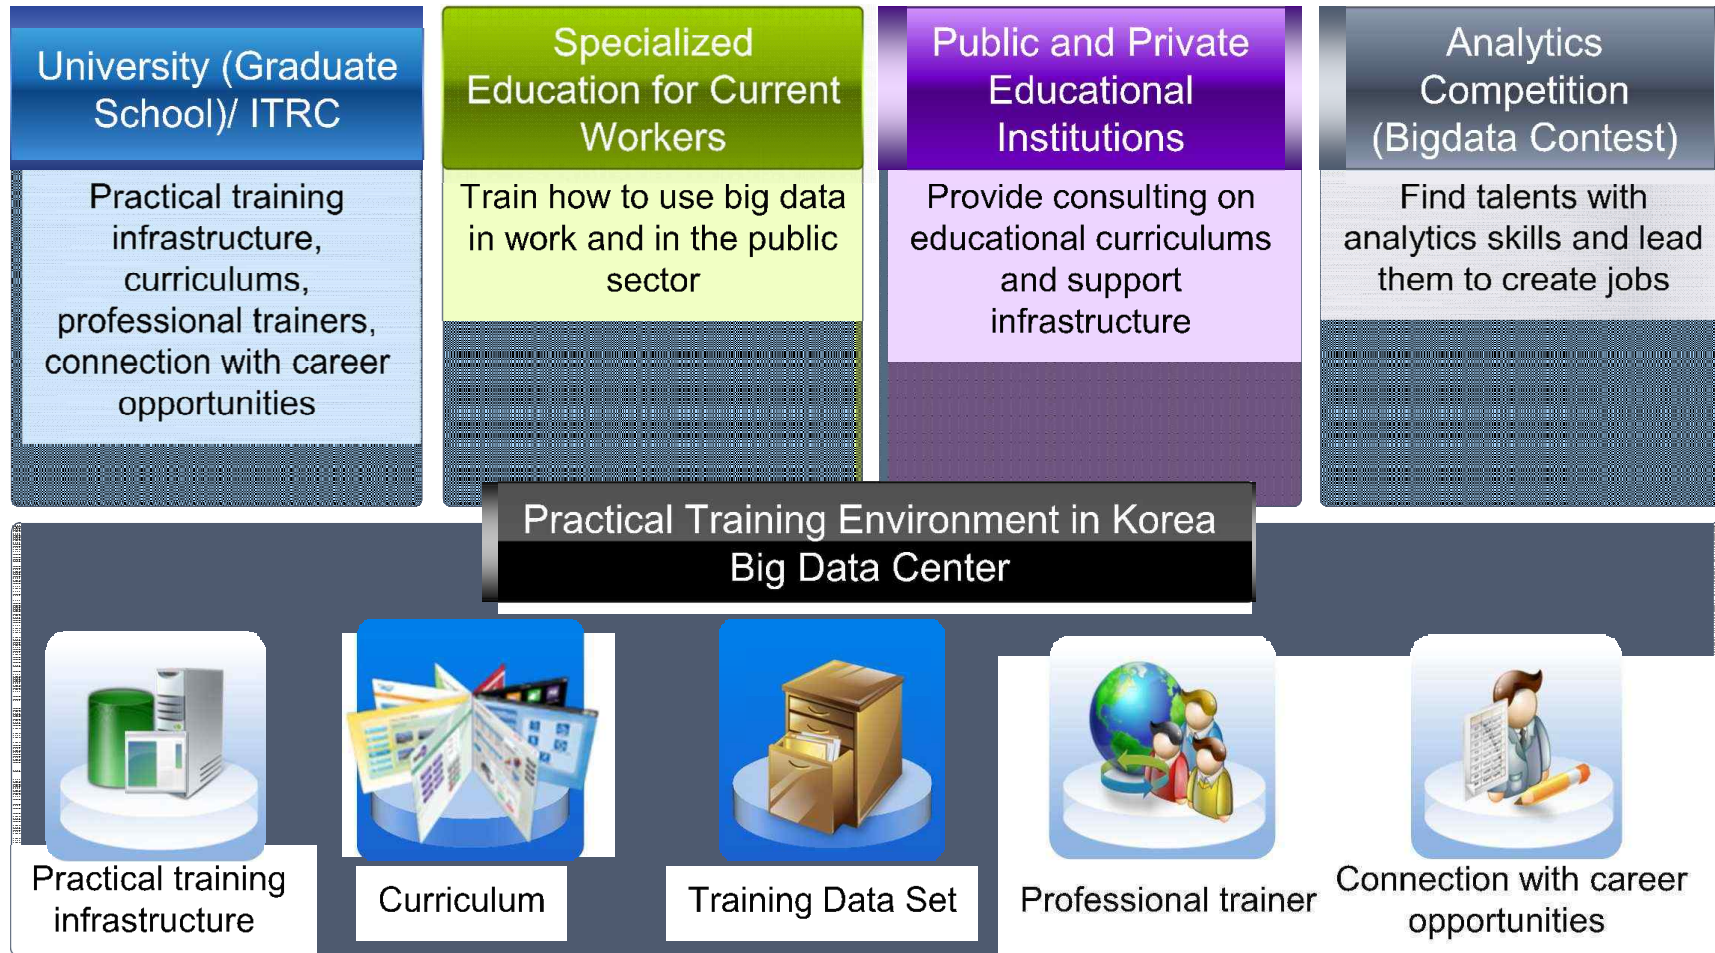 University (Graduate
School)/ ITRC
Practical training
infrastructure,
curriculums,
professional trainers,
connection with career
opportunities
Specialized
Education for Current
Workers
Train how to use big data
in work and in the public
sector
Public and Private
Educational
Institutions
Provide consulting on
educational curriculums
and support
infrastructure
Analytics
Competition
(Bigdata Contest)
Find talents with
analytics skills and lead
them to create jobs
Practical Training Environment in Korea
Big Data Center
Practical training
infrastructure
Curriculum
Training Data Set
Professional trainer
Connection with career
opportunities